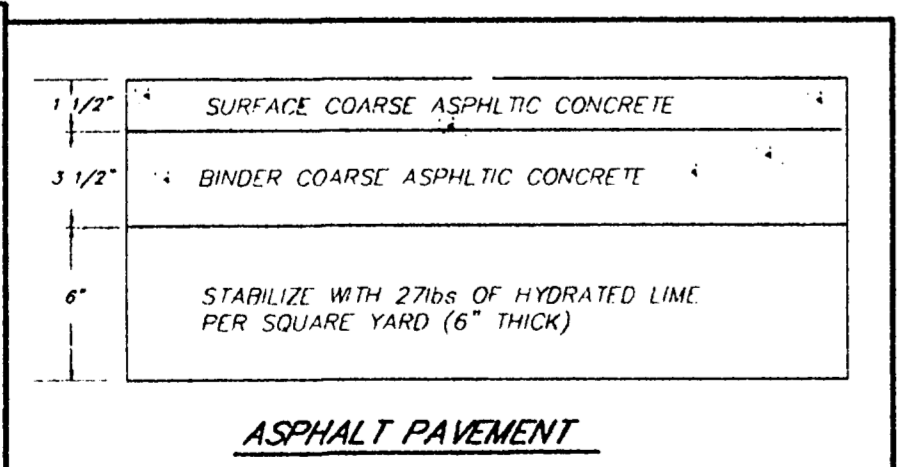 1 1/2" SURFACE COARSE ASPHLTIC CONCRETE
3 1/2" BINDER COARSE ASPHLTIC CONCRETE
6" STABILIZE WITH 27lbs OF HYDRATED LIME
PER SQUARE YARD (6" THICK)
ASPHALT PAVEMENT